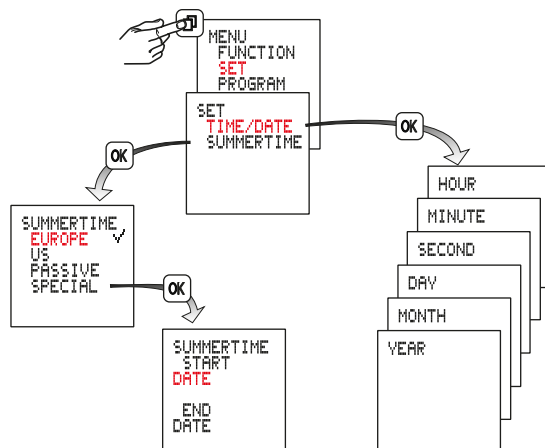 MENU
FUNCTION
SET
PROGRAM
SET
TIME/DATE
SUMMERTIME
OK
OK
SUMMERTIME
EUROPE ✓
US
PASSIVE
SPECIAL
OK
SUMMERTIME
START
DATE
END
DATE
HOUR
MINUTE
SECOND
DAY
MONTH
YEAR